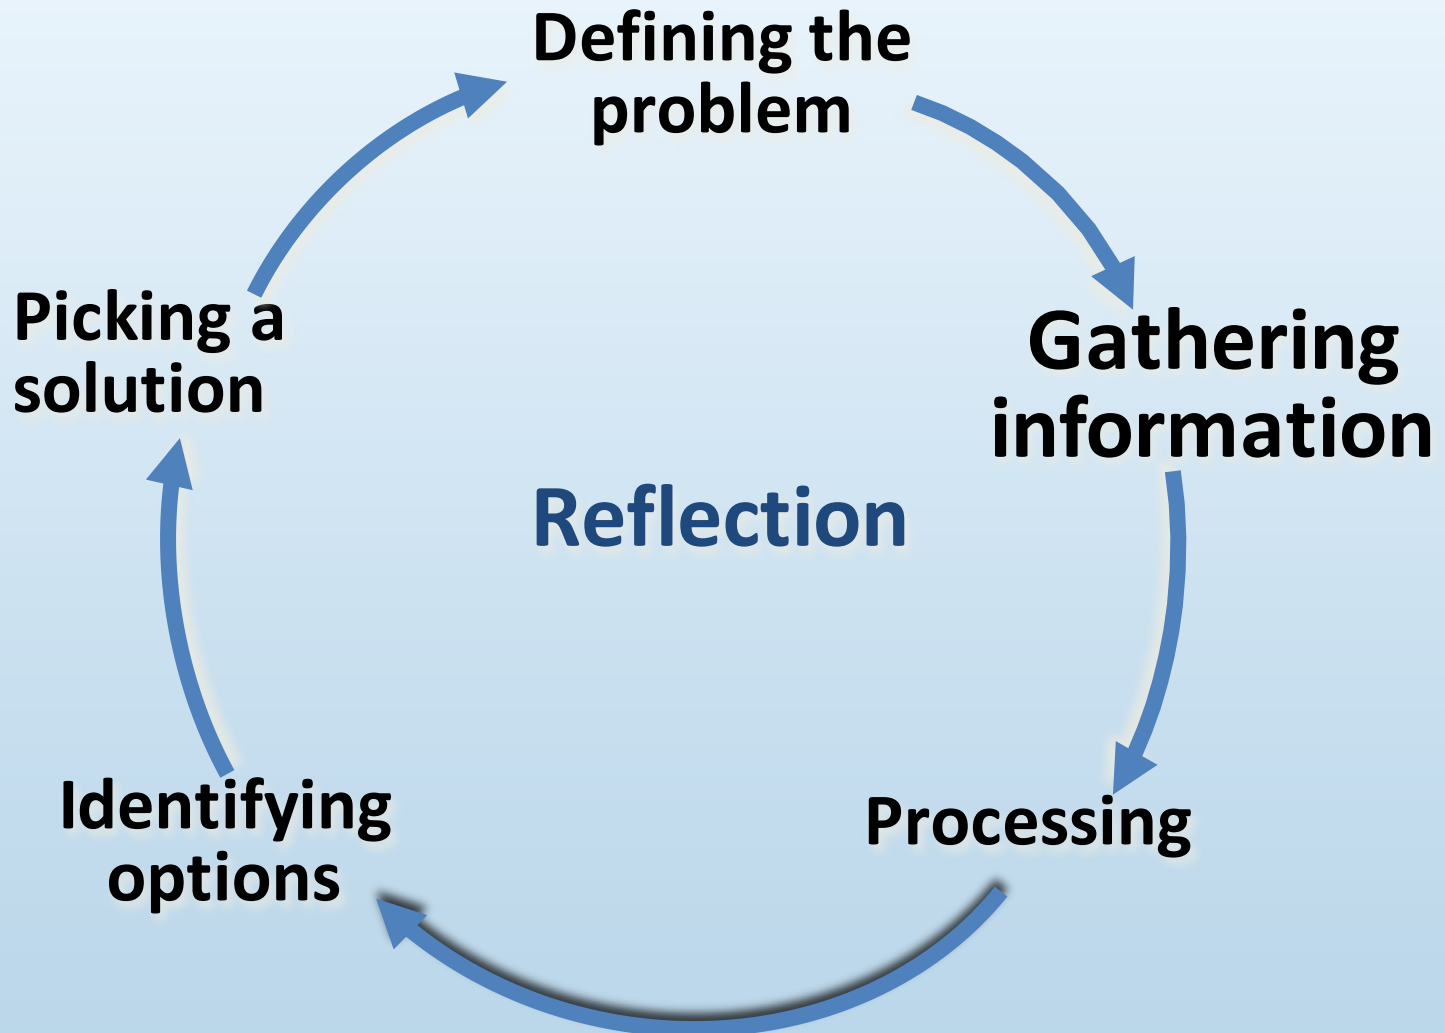 Defining the
problem
Gathering
information
Processing
Identifying
options
Picking a
solution
Reflection